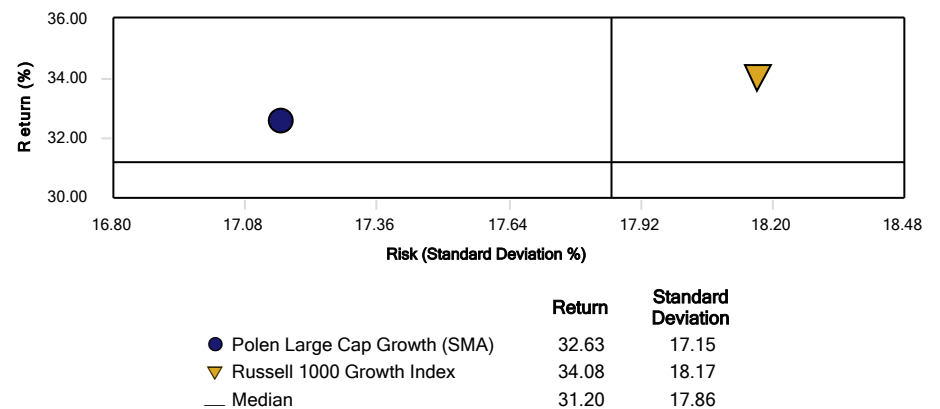 36.00
34.00
32.00
30.00
Return (%)
16.80 17.08 17.36 17.64 17.92 18.20 18.48
Risk (Standard Deviation %)
Return Standard Deviation
Polen Large Cap Growth (SMA) 32.63 17.15
Russell 1000 Growth Index 34.08 18.17
Median 31.20 17.86